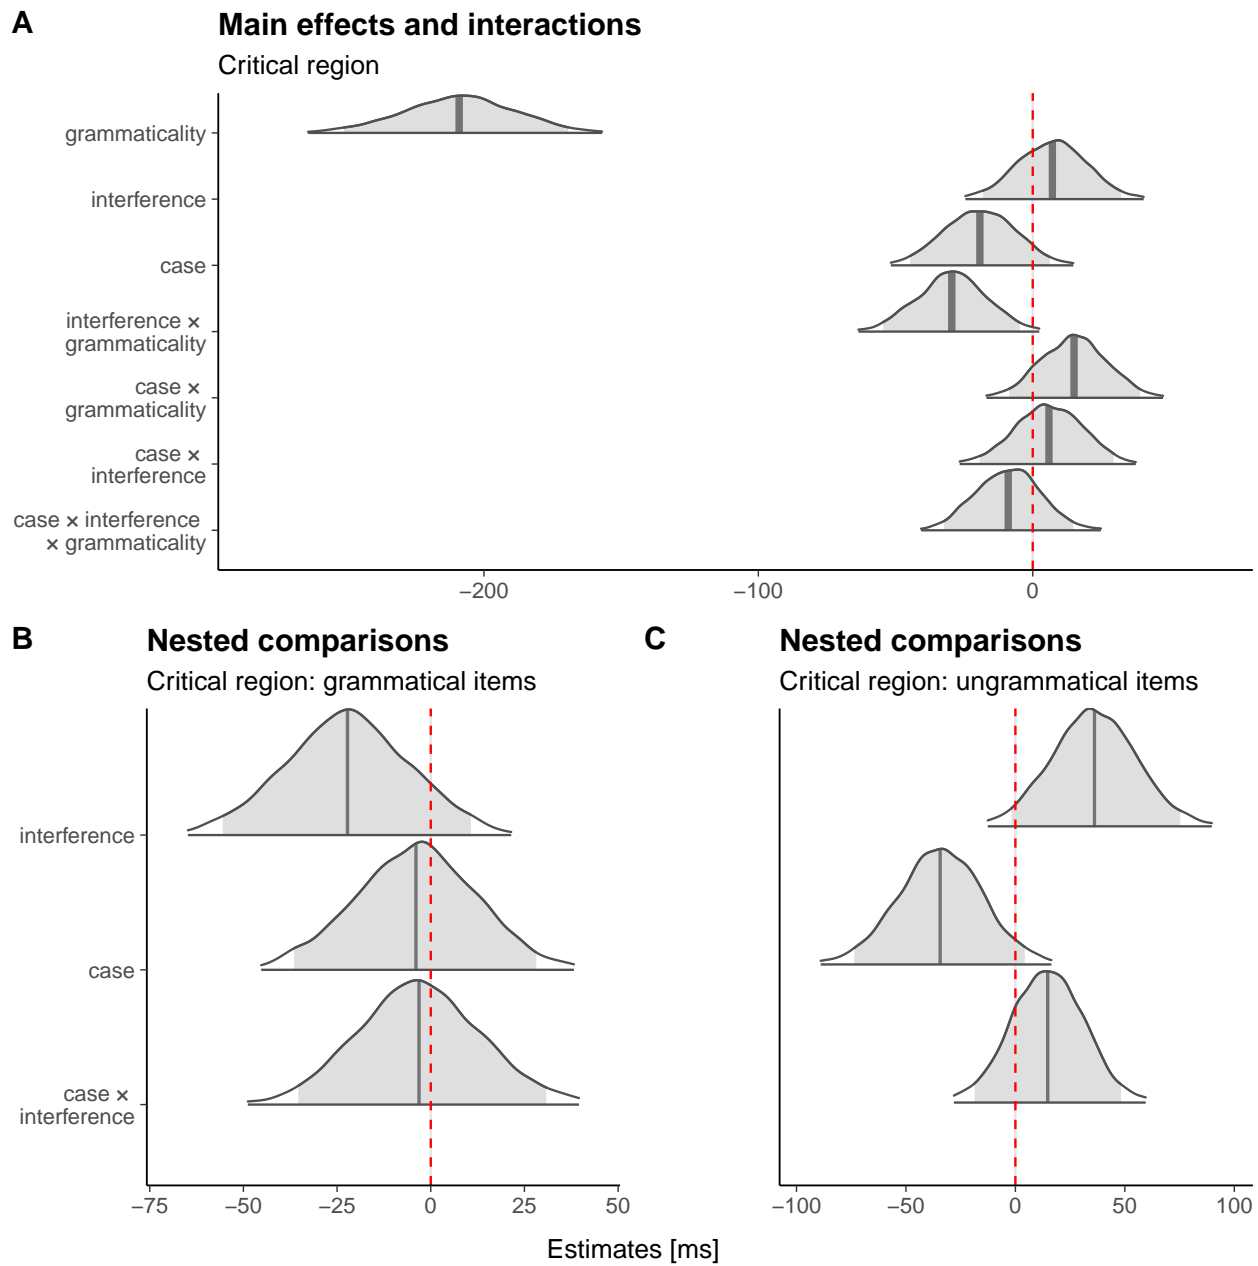 A
Main effects and interactions
Critical region
grammaticality
interference
case
interference ×
grammaticality
case ×
grammaticality
case ×
interference
case × interference
× grammaticality
−200
−100
0
B
Nested comparisons
Critical region: grammatical items
interference
case
case ×
interference
−75
−50
−25
0
25
50
C
Nested comparisons
Critical region: ungrammatical items
−100
−50
0
50
100
Estimates [ms]